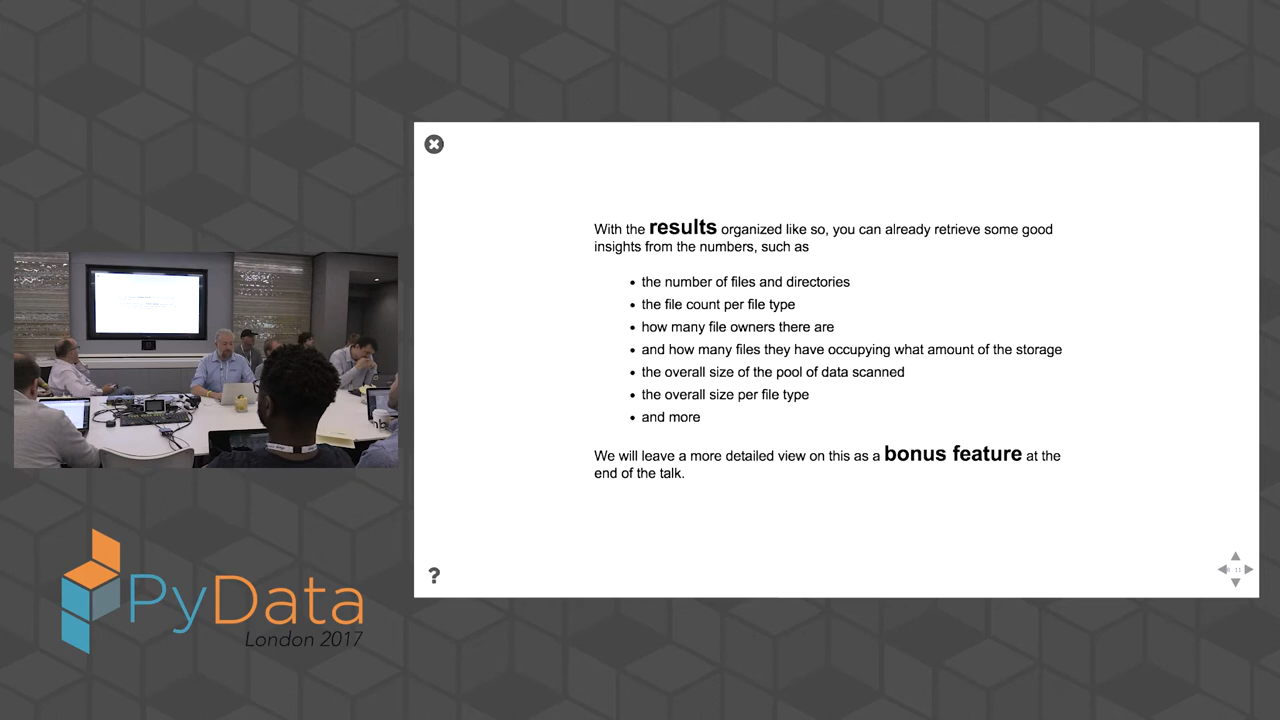 With the results organized like so, you can already retrieve some good
insights from the numbers, such as
• the number of files and directories
• the file count per file type
• how many file owners there are
• and how many files they have occupying what amount of the storage
• the overall size of the pool of data scanned
• the overall size per file type
• and more
We will leave a more detailed view on this as a bonus feature at the
end of the talk.
?
PyData
London 2017